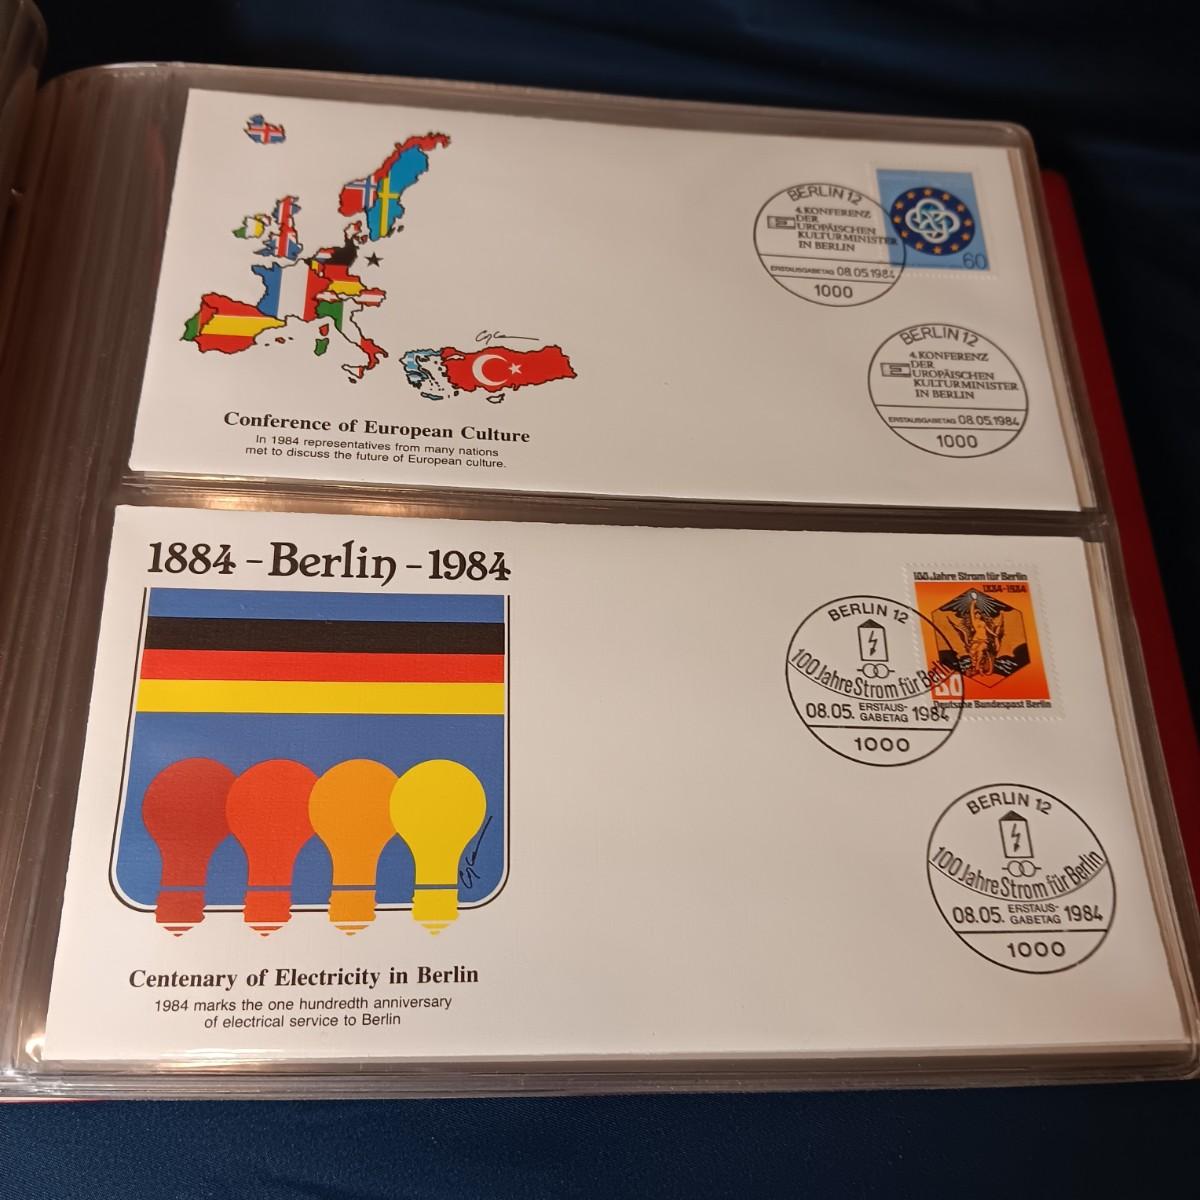 BERLIN 12
4. KONFERENZ
DER
EUROPÄISCHEN
KULTURMINISTER
IN BERLIN
ERSTAUSGABETAG 08.05.1984
1000
60
BERLIN 12
4. KONFERENZ
DER
EUROPÄISCHEN
KULTURMINISTER
IN BERLIN
ERSTAUSGABETAG 08.05.1984
1000
Conference of European Culture
In 1984 representatives from many nations
met to discuss the future of European culture.
1884 - Berlin - 1984
100 Jahre Strom für Berlin
1884-1984
50
Deutsche Bundespost Berlin
BERLIN 12
100 Jahre Strom für Berlin
08.05. ERSTAUS-
GABETAG 1984
1000
BERLIN 12
100 Jahre Strom für Berlin
08.05. ERSTAUS-
GABETAG 1984
1000
Centenary of Electricity in Berlin
1984 marks the one hundredth anniversary
of electrical service to Berlin